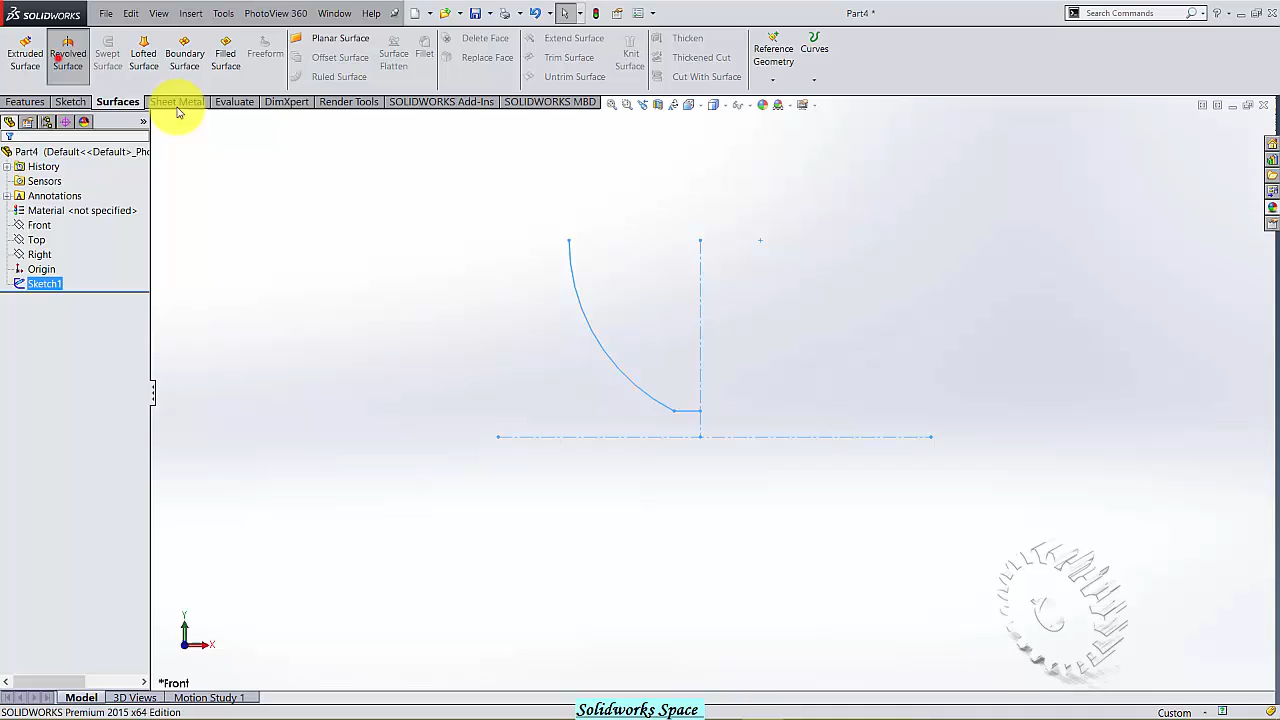 SOLIDWORKS File Edit View Insert Tools PhotoView 360 Window Help Part4 * Search Commands
Extruded Surface Revolved Surface Swept Surface Lofted Surface Boundary Surface Filled Surface Freeform Planar Surface Offset Surface Ruled Surface Surface Flatten Fillet Delete Face Replace Face Extend Surface Trim Surface Untrim Surface Knit Surface Thicken Thickened Cut Cut With Surface Reference Geometry Curves
Features Sketch Surfaces Sheet Metal Evaluate DimXpert Render Tools SOLIDWORKS Add-Ins SOLIDWORKS MBD
Part4 (Default<<Default>_Pho
History
Sensors
Annotations
Material <not specified>
Front
Top
Right
Origin
Sketch1
Y
X
*Front
Model 3D Views Motion Study 1
SOLIDWORKS Premium 2015 x64 Edition Solidworks Space Custom